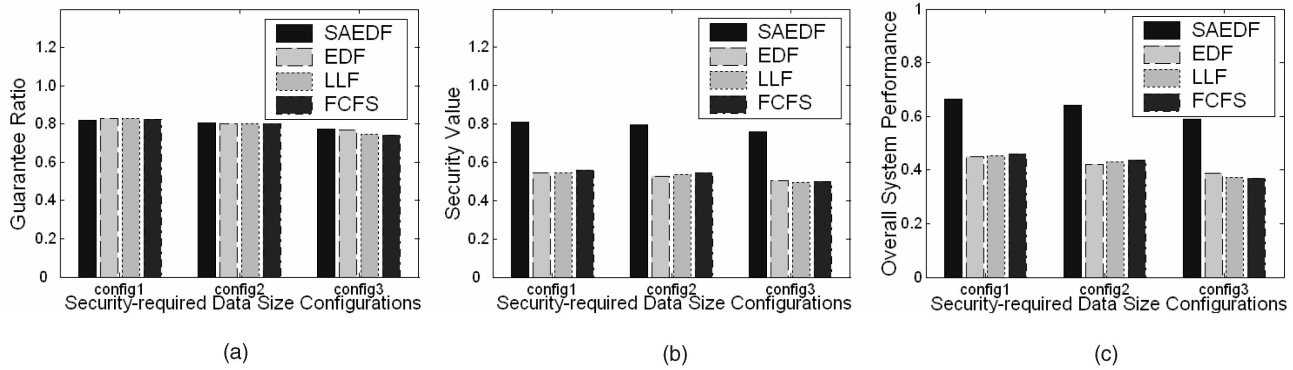 1.2
0.8
0.6
0.4
0.2
0
Guarantee Ratio
SAEDF
EDF
LLF
FCFS
config1
config2
config3
Security-required Data Size Configurations
(a)
1.2
1
0.8
0.6
0.4
0.2
0
Security Value
SAEDF
EDF
LLF
FCFS
config1
config2
config3
Security-required Data Size Configurations
(b)
1
0.8
0.6
0.4
0.2
0
Overall System Performance
SAEDF
EDF
LLF
FCFS
config1
config2
config3
Security-required Data Size Configurations
(c)